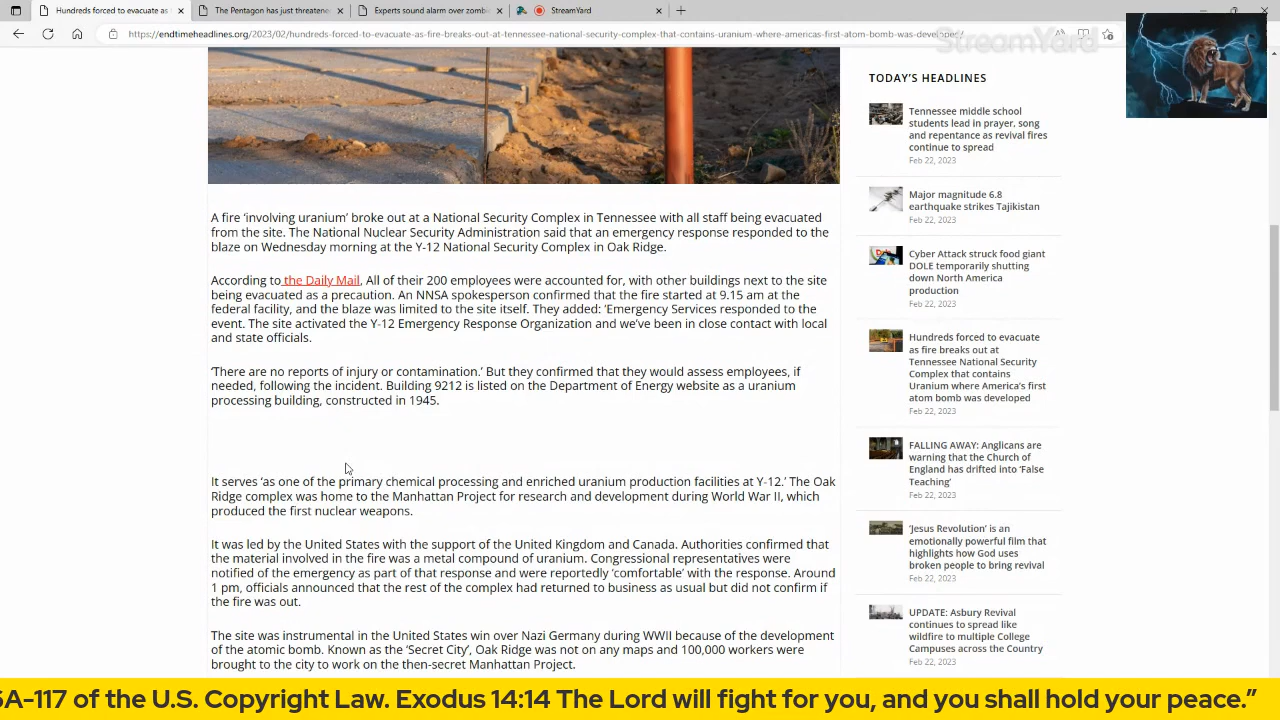 Hundreds forced to evacuate as
The Pentagon has just threatene
Experts sound alarm over zomb
StreamYard
https://endtimeheadlines.org/2023/02/hundreds-forced-to-evacuate-as-fire-breaks-out-at-tennessee-national-security-complex-that-contains-uranium-where-americas-first-atom-bomb-was-developed/
StreamYard
A fire ‘involving uranium’ broke out at a National Security Complex in Tennessee with all staff being evacuated
from the site. The National Nuclear Security Administration said that an emergency response responded to the
blaze on Wednesday morning at the Y-12 National Security Complex in Oak Ridge.
According to the Daily Mail, All of their 200 employees were accounted for, with other buildings next to the site
being evacuated as a precaution. An NNSA spokesperson confirmed that the fire started at 9.15 am at the
federal facility, and the blaze was limited to the site itself. They added: ‘Emergency Services responded to the
event. The site activated the Y-12 Emergency Response Organization and we’ve been in close contact with local
and state officials.
‘There are no reports of injury or contamination.’ But they confirmed that they would assess employees, if
needed, following the incident. Building 9212 is listed on the Department of Energy website as a uranium
processing building, constructed in 1945.
It serves ‘as one of the primary chemical processing and enriched uranium production facilities at Y-12.’ The Oak
Ridge complex was home to the Manhattan Project for research and development during World War II, which
produced the first nuclear weapons.
It was led by the United States with the support of the United Kingdom and Canada. Authorities confirmed that
the material involved in the fire was a metal compound of uranium. Congressional representatives were
notified of the emergency as part of that response and were reportedly ‘comfortable’ with the response. Around
1 pm, officials announced that the rest of the complex had returned to business as usual but did not confirm if
the fire was out.
The site was instrumental in the United States win over Nazi Germany during WWII because of the development
of the atomic bomb. Known as the ‘Secret City’, Oak Ridge was not on any maps and 100,000 workers were
brought to the city to work on the then-secret Manhattan Project.
TODAY’S HEADLINES
Tennessee middle school
students lead in prayer, song
and repentance as revival fires
continue to spread
Feb 22, 2023
Major magnitude 6.8
earthquake strikes Tajikistan
Feb 22, 2023
Cyber Attack struck food giant
DOLE temporarily shutting
down North America
production
Feb 22, 2023
Hundreds forced to evacuate
as fire breaks out at
Tennessee National Security
Complex that contains
Uranium where America’s first
atom bomb was developed
Feb 22, 2023
FALLING AWAY: Anglicans are
warning that the Church of
England has drifted into ‘False
Teaching’
Feb 22, 2023
‘Jesus Revolution’ is an
emotionally powerful film that
highlights how God uses
broken people to bring revival
Feb 22, 2023
UPDATE: Asbury Revival
continues to spread like
wildfire to multiple College
Campuses across the Country
Feb 22, 2023
SA-117 of the U.S. Copyright Law. Exodus 14:14 The Lord will fight for you, and you shall hold your peace.”